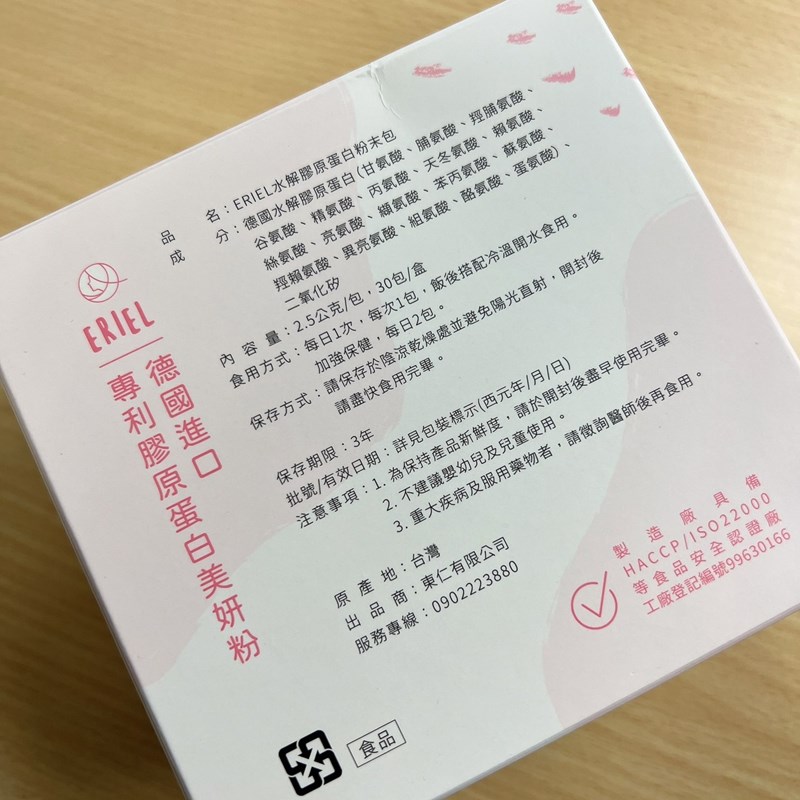 ERIEL
德國進口
專利膠原蛋白美妍粉
品名：ERIEL水解膠原蛋白粉末包
成分：德國水解膠原蛋白(甘氨酸、脯氨酸、羥脯氨酸、
谷氨酸、精氨酸、丙氨酸、天冬氨酸、賴氨酸、
絲氨酸、亮氨酸、纈氨酸、苯丙氨酸、蘇氨酸、
羥賴氨酸、異亮氨酸、組氨酸、酪氨酸、蛋氨酸)、
二氧化矽
內容量：2.5公克/包，30包/盒
食用方式：每日1次，每次1包，飯後搭配冷溫開水食用。
加強保健，每日2包。
保存方式：請保存於陰涼乾燥處並避免陽光直射，開封後
請盡快食用完畢。
保存期限：3年
批號/有效日期：詳見包裝標示(西元年/月/日)
注意事項：1. 為保持產品新鮮度，請於開封後盡早使用完畢。
2. 不建議嬰幼兒及兒童使用。
3. 重大疾病及服用藥物者，請徵詢醫師後再食用。
原產地：台灣
出品商：東仁有限公司
服務專線：0902223880
製造廠具備
HACCP/ISO22000
等食品安全認證廠
工廠登記編號99630166
食品